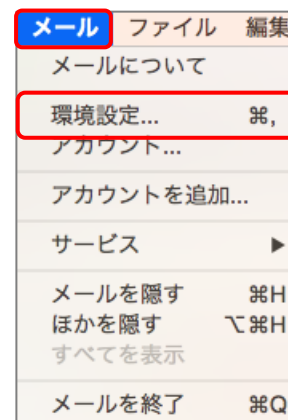 メール ファイル 編集
メールについて
環境設定... ⌘,
アカウント...
アカウントを追加...
サービス ▶
メールを隠す ⌘H
ほかを隠す ⌥⌘H
すべてを表示
メールを終了 ⌘Q